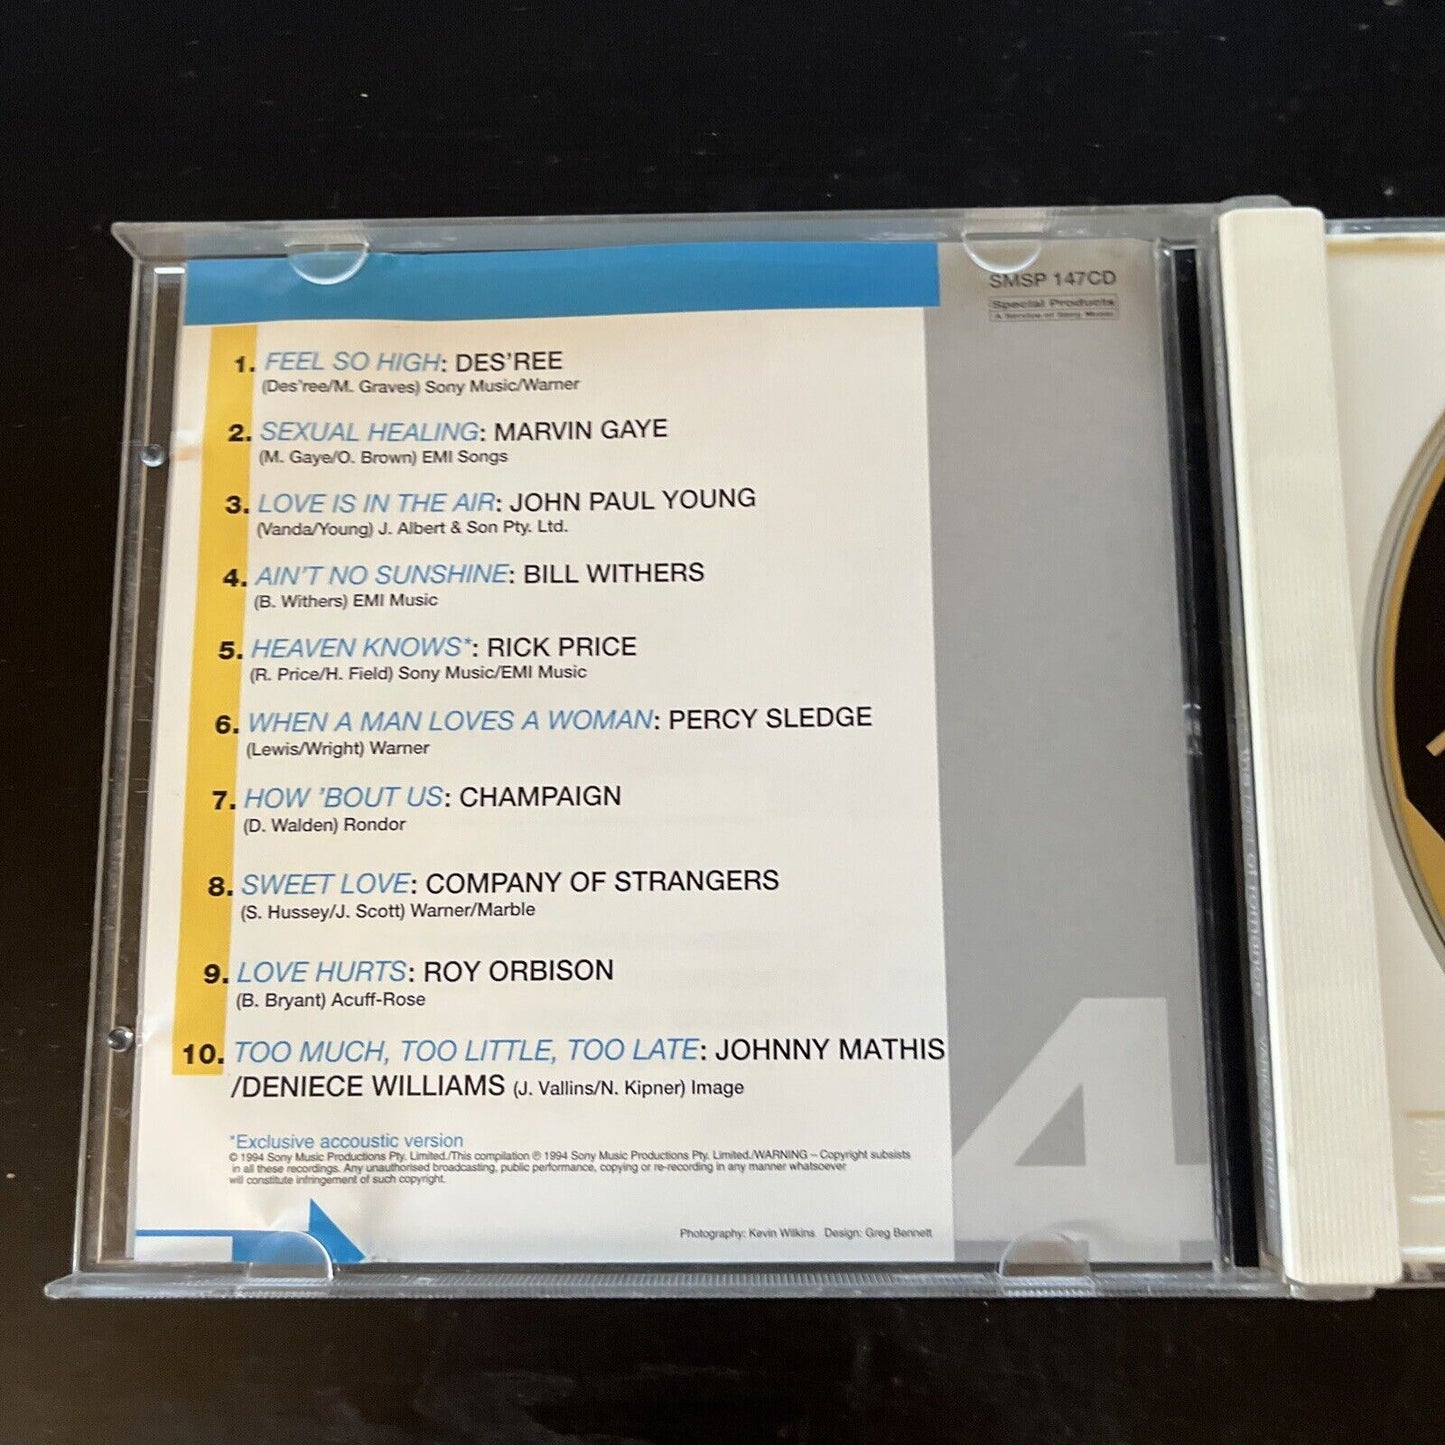 SMSP 147CD
Special Products
A Service of Sony Music
1. FEEL SO HIGH: DES'REE
(Des'ree/M. Graves) Sony Music/Warner
2. SEXUAL HEALING: MARVIN GAYE
(M. Gaye/O. Brown) EMI Songs
3. LOVE IS IN THE AIR: JOHN PAUL YOUNG
(Vanda/Young) J. Albert & Son Pty. Ltd.
4. AIN'T NO SUNSHINE: BILL WITHERS
(B. Withers) EMI Music
5. HEAVEN KNOWS*: RICK PRICE
(R. Price/H. Field) Sony Music/EMI Music
6. WHEN A MAN LOVES A WOMAN: PERCY SLEDGE
(Lewis/Wright) Warner
7. HOW 'BOUT US: CHAMPAIGN
(D. Walden) Rondor
8. SWEET LOVE: COMPANY OF STRANGERS
(S. Hussey/J. Scott) Warner/Marble
9. LOVE HURTS: ROY ORBISON
(B. Bryant) Acuff-Rose
10. TOO MUCH, TOO LITTLE, TOO LATE: JOHNNY MATHIS
/DENIECE WILLIAMS (J. Vallins/N. Kipner) Image
*Exclusive accoustic version
© 1994 Sony Music Productions Pty. Limited./This compilation ℗ 1994 Sony Music Productions Pty. Limited./WARNING – Copyright subsists
in all these recordings. Any unauthorised broadcasting, public performance, copying or re-recording in any manner whatsoever
will constitute infringement of such copyright.
Photography: Kevin Wilkins Design: Greg Bennett
4